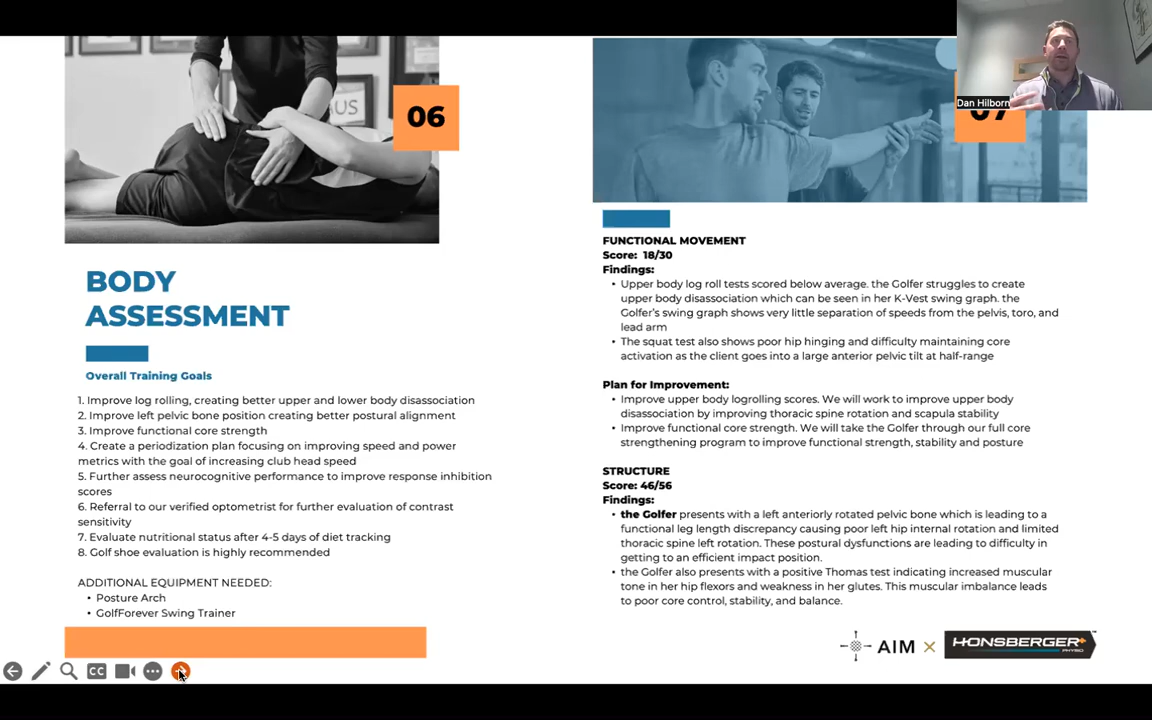 06
BODY
ASSESSMENT
Overall Training Goals
1. Improve log rolling, creating better upper and lower body disassociation
2. Improve left pelvic bone position creating better postural alignment
3. Improve functional core strength
4. Create a periodization plan focusing on improving speed and power
metrics with the goal of increasing club head speed
5. Further assess neurocognitive performance to improve response inhibition
scores
6. Referral to our verified optometrist for further evaluation of contrast
sensitivity
7. Evaluate nutritional status after 4-5 days of diet tracking
8. Golf shoe evaluation is highly recommended
ADDITIONAL EQUIPMENT NEEDED:
• Posture Arch
• GolfForever Swing Trainer
CC
Dan Hilborn
07
FUNCTIONAL MOVEMENT
Score: 18/30
Findings:
• Upper body log roll tests scored below average. the Golfer struggles to create
upper body disassociation which can be seen in her K-Vest swing graph. the
Golfer's swing graph shows very little separation of speeds from the pelvis, toro, and
lead arm
• The squat test also shows poor hip hinging and difficulty maintaining core
activation as the client goes into a large anterior pelvic tilt at half-range
Plan for Improvement:
• Improve upper body logrolling scores. We will work to improve upper body
disassociation by improving thoracic spine rotation and scapula stability
• Improve functional core strength. We will take the Golfer through our full core
strengthening program to improve functional strength, stability and posture
STRUCTURE
Score: 46/56
Findings:
• the Golfer presents with a left anteriorly rotated pelvic bone which is leading to a
functional leg length discrepancy causing poor left hip internal rotation and limited
thoracic spine left rotation. These postural dysfunctions are leading to difficulty in
getting to an efficient impact position.
• the Golfer also presents with a positive Thomas test indicating increased muscular
tone in her hip flexors and weakness in her glutes. This muscular imbalance leads
to poor core control, stability, and balance.
AIM × HONSBERGER+
PHYSIO